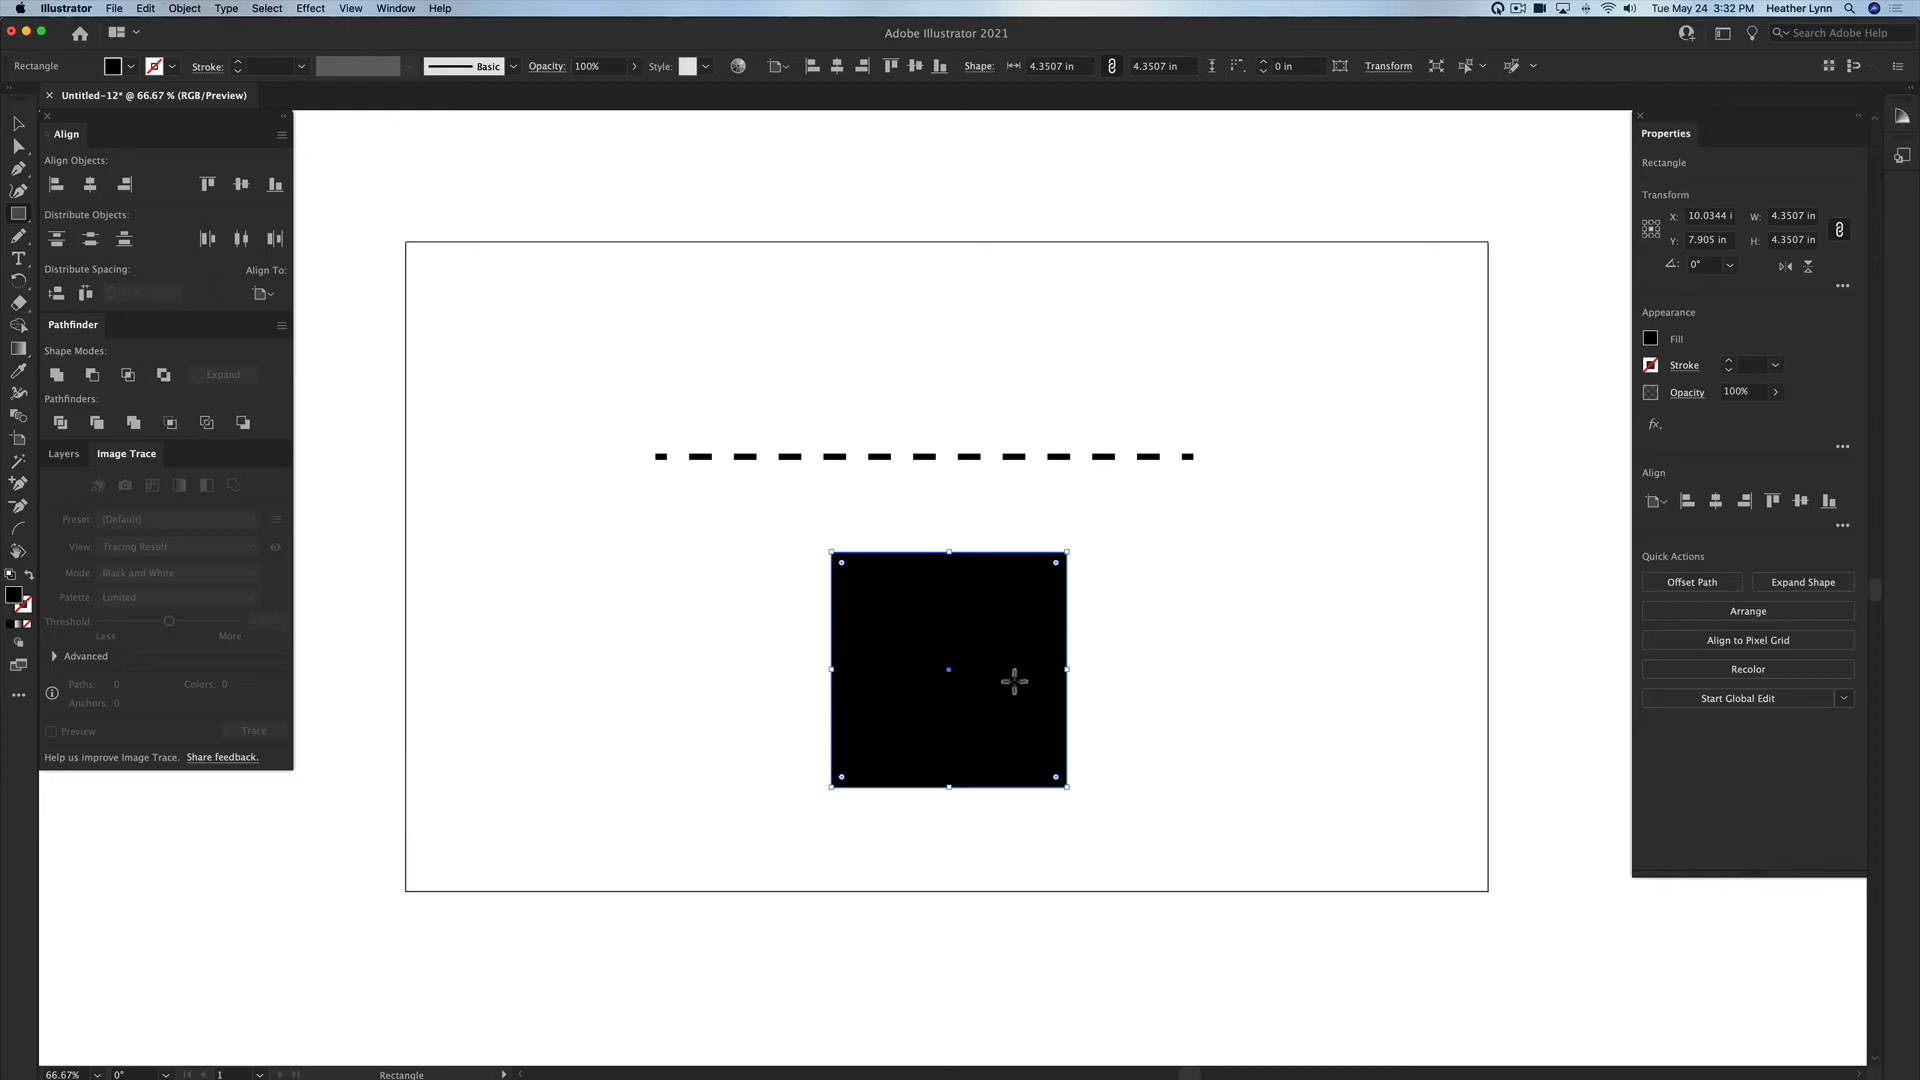 Illustrator File Edit Object Type Select Effect View Window Help Tue May 24 3:32 PM Heather Lynn
Adobe Illustrator 2021 Search Adobe Help
Rectangle Stroke: Basic Opacity: 100% Style: Shape: 4.3507 in 4.3507 in 0 in Transform
Untitled-12* @ 66.67 % (RGB/Preview)
Align
Align Objects:
Distribute Objects:
Distribute Spacing: Align To:
Pathfinder
Shape Modes:
Expand
Pathfinders:
Layers Image Trace
Preset: [Default]
View: Tracing Result
Mode: Black and White
Palette: Limited
Threshold:
Less More
Advanced
Paths: 0 Colors: 0
Anchors: 0
Preview Trace
Help us improve Image Trace. Share feedback.
Properties
Rectangle
Transform
X: 10.0344 i W: 4.3507 in
Y: 7.905 in H: 4.3507 in
0°
Appearance
Fill
Stroke
Opacity 100%
fx.
Align
Quick Actions
Offset Path Expand Shape
Arrange
Align to Pixel Grid
Recolor
Start Global Edit
66.67% 0° 1 Rectangle